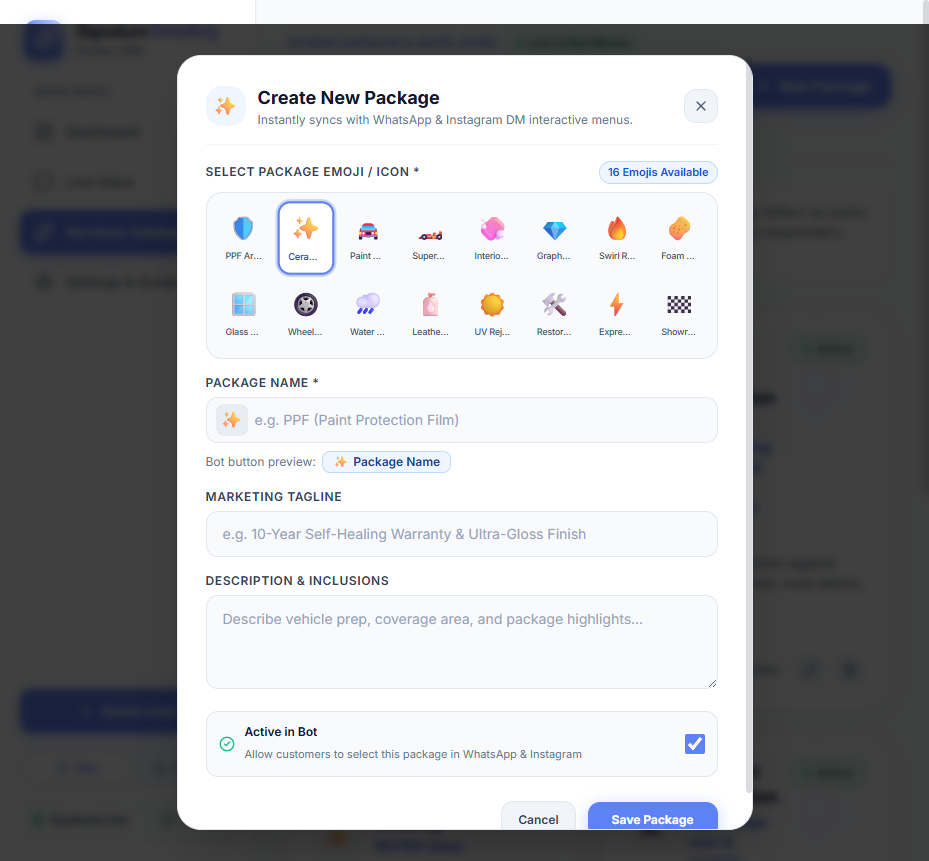 Create New Package
Instantly syncs with WhatsApp & Instagram DM interactive menus.
SELECT PACKAGE EMOJI / ICON *
16 Emojis Available
PPF Ar...
Cera...
Paint ...
Super...
Interio...
Graph...
Swirl R...
Foam ...
Glass ...
Wheel...
Water ...
Leathe...
UV Rej...
Restor...
Expre...
Showr...
PACKAGE NAME *
e.g. PPF (Paint Protection Film)
Bot button preview:
Package Name
MARKETING TAGLINE
e.g. 10-Year Self-Healing Warranty & Ultra-Gloss Finish
DESCRIPTION & INCLUSIONS
Describe vehicle prep, coverage area, and package highlights...
Active in Bot
Allow customers to select this package in WhatsApp & Instagram
Cancel
Save Package